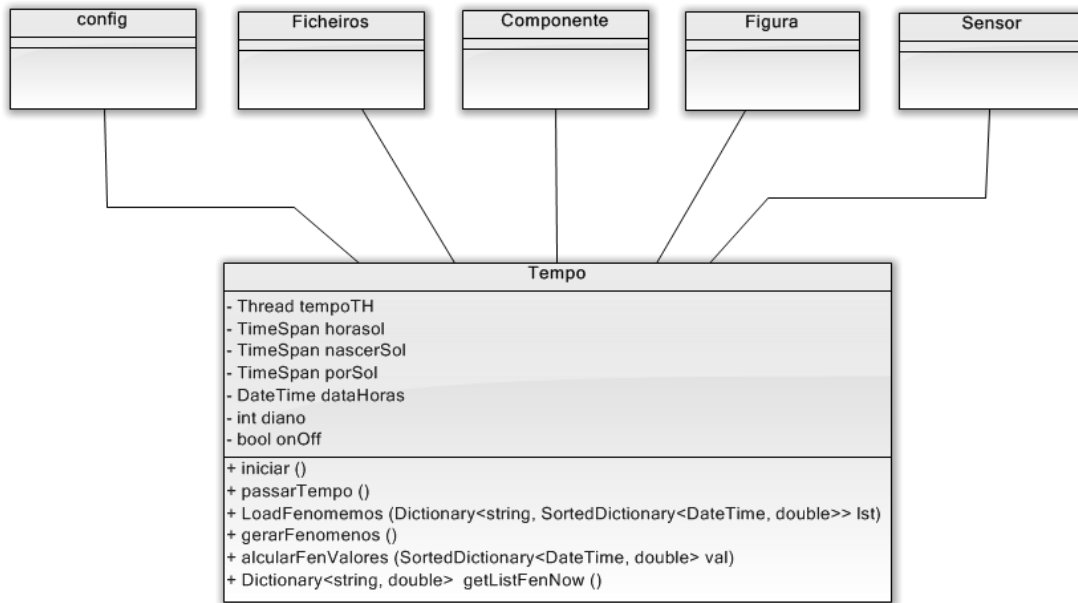 config
Ficheiros
Componente
Figura
Sensor
Tempo
- Thread tempoTH
- TimeSpan horasol
- TimeSpan nascerSol
- TimeSpan porSol
- DateTime dataHoras
- int diano
- bool onOff
+ iniciar ()
+ passarTempo ()
+ LoadFenomemos (Dictionary<string, SortedDictionary<DateTime, double>> lst)
+ gerarFenomenos ()
+ alcularFenValores (SortedDictionary<DateTime, double> val)
+ Dictionary<string, double> getListFenNow ()